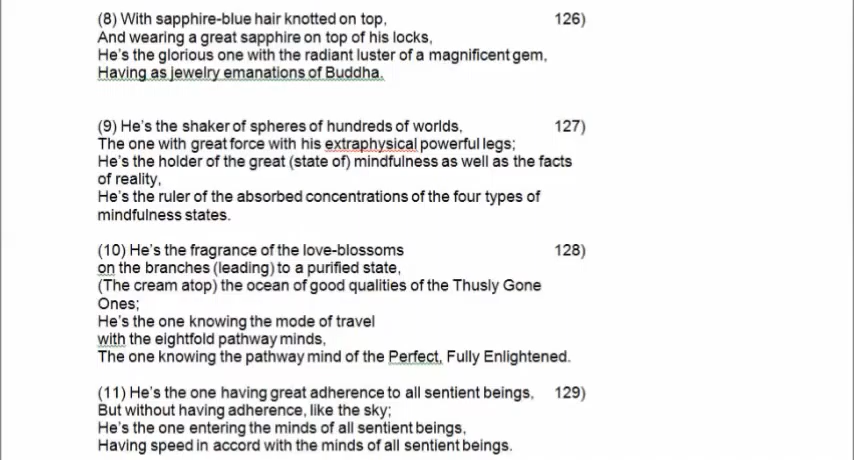 (8) With sapphire-blue hair knotted on top, 126)
And wearing a great sapphire on top of his locks,
He's the glorious one with the radiant luster of a magnificent gem,
Having as jewelry emanations of Buddha.
(9) He's the shaker of spheres of hundreds of worlds, 127)
The one with great force with his extraphysical powerful legs;
He's the holder of the great (state of) mindfulness as well as the facts
of reality,
He's the ruler of the absorbed concentrations of the four types of
mindfulness states.
(10) He's the fragrance of the love-blossoms 128)
on the branches (leading) to a purified state,
(The cream atop) the ocean of good qualities of the Thusly Gone
Ones;
He's the one knowing the mode of travel
with the eightfold pathway minds,
The one knowing the pathway mind of the Perfect, Fully Enlightened.
(11) He's the one having great adherence to all sentient beings, 129)
But without having adherence, like the sky;
He's the one entering the minds of all sentient beings,
Having speed in accord with the minds of all sentient beings.